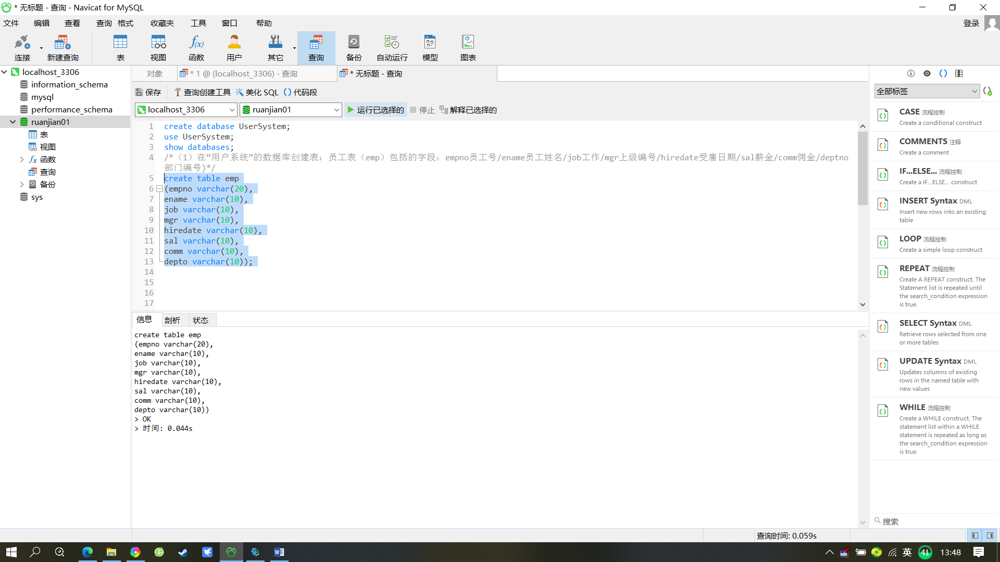 * 无标题 - 查询 - Navicat for MySQL
文件 编辑 查看 查询 格式 收藏夹 工具 窗口 帮助 登录
连接 新建查询 表 视图 函数 用户 其它 查询 备份 自动运行 模型 图表
localhost_3306
information_schema
mysql
performance_schema
ruanjian01
表
视图
函数
查询
备份
sys
对象 * 1 @ (localhost_3306) - 查询 * 无标题 - 查询
保存 查询创建工具 美化 SQL 代码段
localhost_3306 ruanjian01 运行已选择的 停止 解释已选择的
1 create database UserSystem;
2 use UserSystem;
3 show databases;
4 /*（1）在“用户系统”的数据库创建表：员工表（emp）包括的字段：empno员工号/ename员工姓名/job工作/mgr上级编号/hiredate受雇日期/sal薪金/comm佣金/deptno
部门编号)*/
5 create table emp
6 (empno varchar(20),
7 ename varchar(10),
8 job varchar(10),
9 mgr varchar(10),
10 hiredate varchar(10),
11 sal varchar(10),
12 comm varchar(10),
13 depto varchar(10));
14
15
16
17
信息 剖析 状态
create table emp
(empno varchar(20),
ename varchar(10),
job varchar(10),
mgr varchar(10),
hiredate varchar(10),
sal varchar(10),
comm varchar(10),
depto varchar(10))
> OK
> 时间: 0.044s
全部标签
CASE 流程控制
Create a conditional construct
COMMENTS 注释
Create a comment
IF...ELSE... 流程控制
Create a IF...ELSE... construct
INSERT Syntax DML
Insert new rows into an existing
table
LOOP 流程控制
Create a simple loop construct
REPEAT 流程控制
Create A REPEAT construct. The
Statement list is repeated until
the search_condition expression
is true.
SELECT Syntax DML
Retrieve rows selected from one
or more tables
UPDATE Syntax DML
Updates columns of existing
rows in the named table with
new values
WHILE 流程控制
Create a WHILE construct. The
statement list within a WHILE
statement is repeated as long as
the search_condition expression
is true.
搜索
查询时间: 0.059s
英 41 13:48